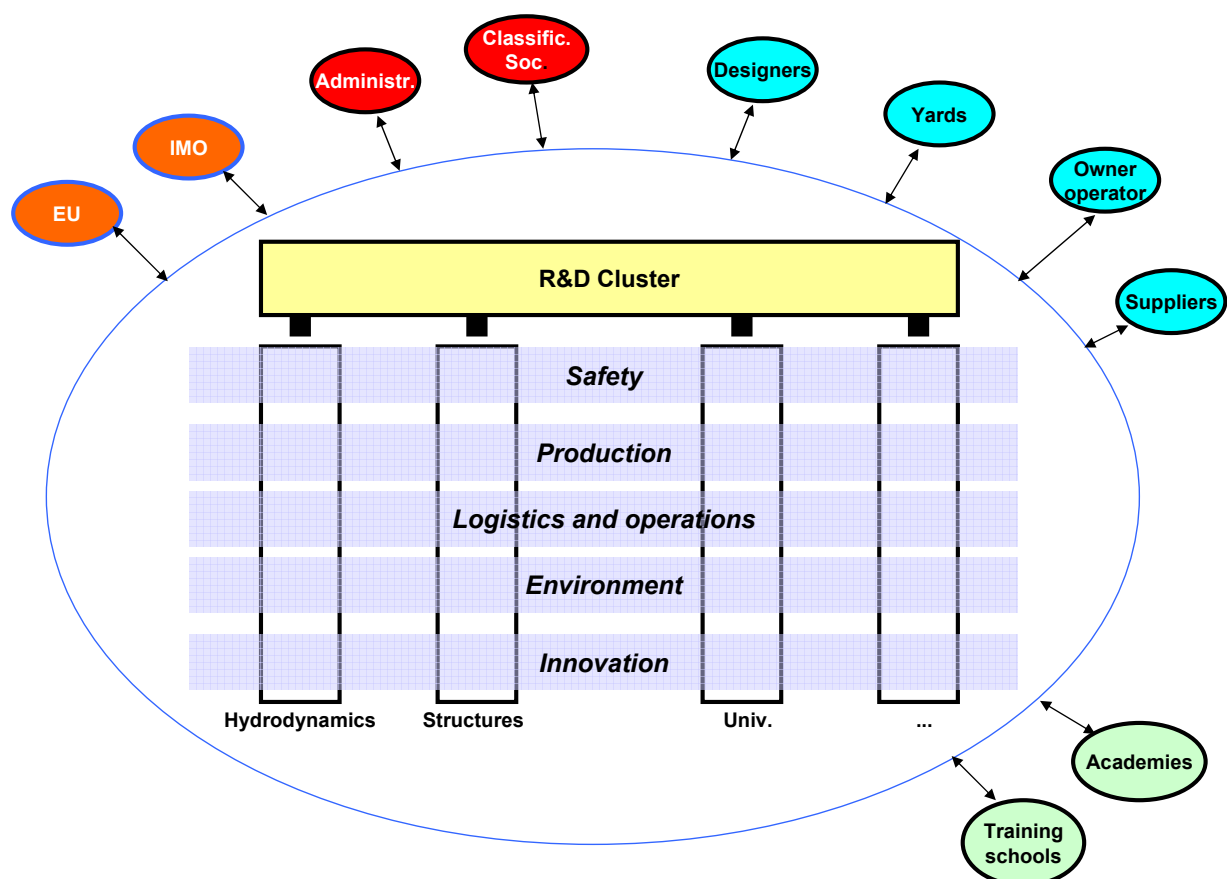 Classific.
Soc.
Administr.
Designers
Yards
IMO
Owner
operator
EU
R&D Cluster
Suppliers
Safety
Production
Logistics and operations
Environment
Innovation
Hydrodynamics
Structures
Univ.
...
Academies
Training
schools